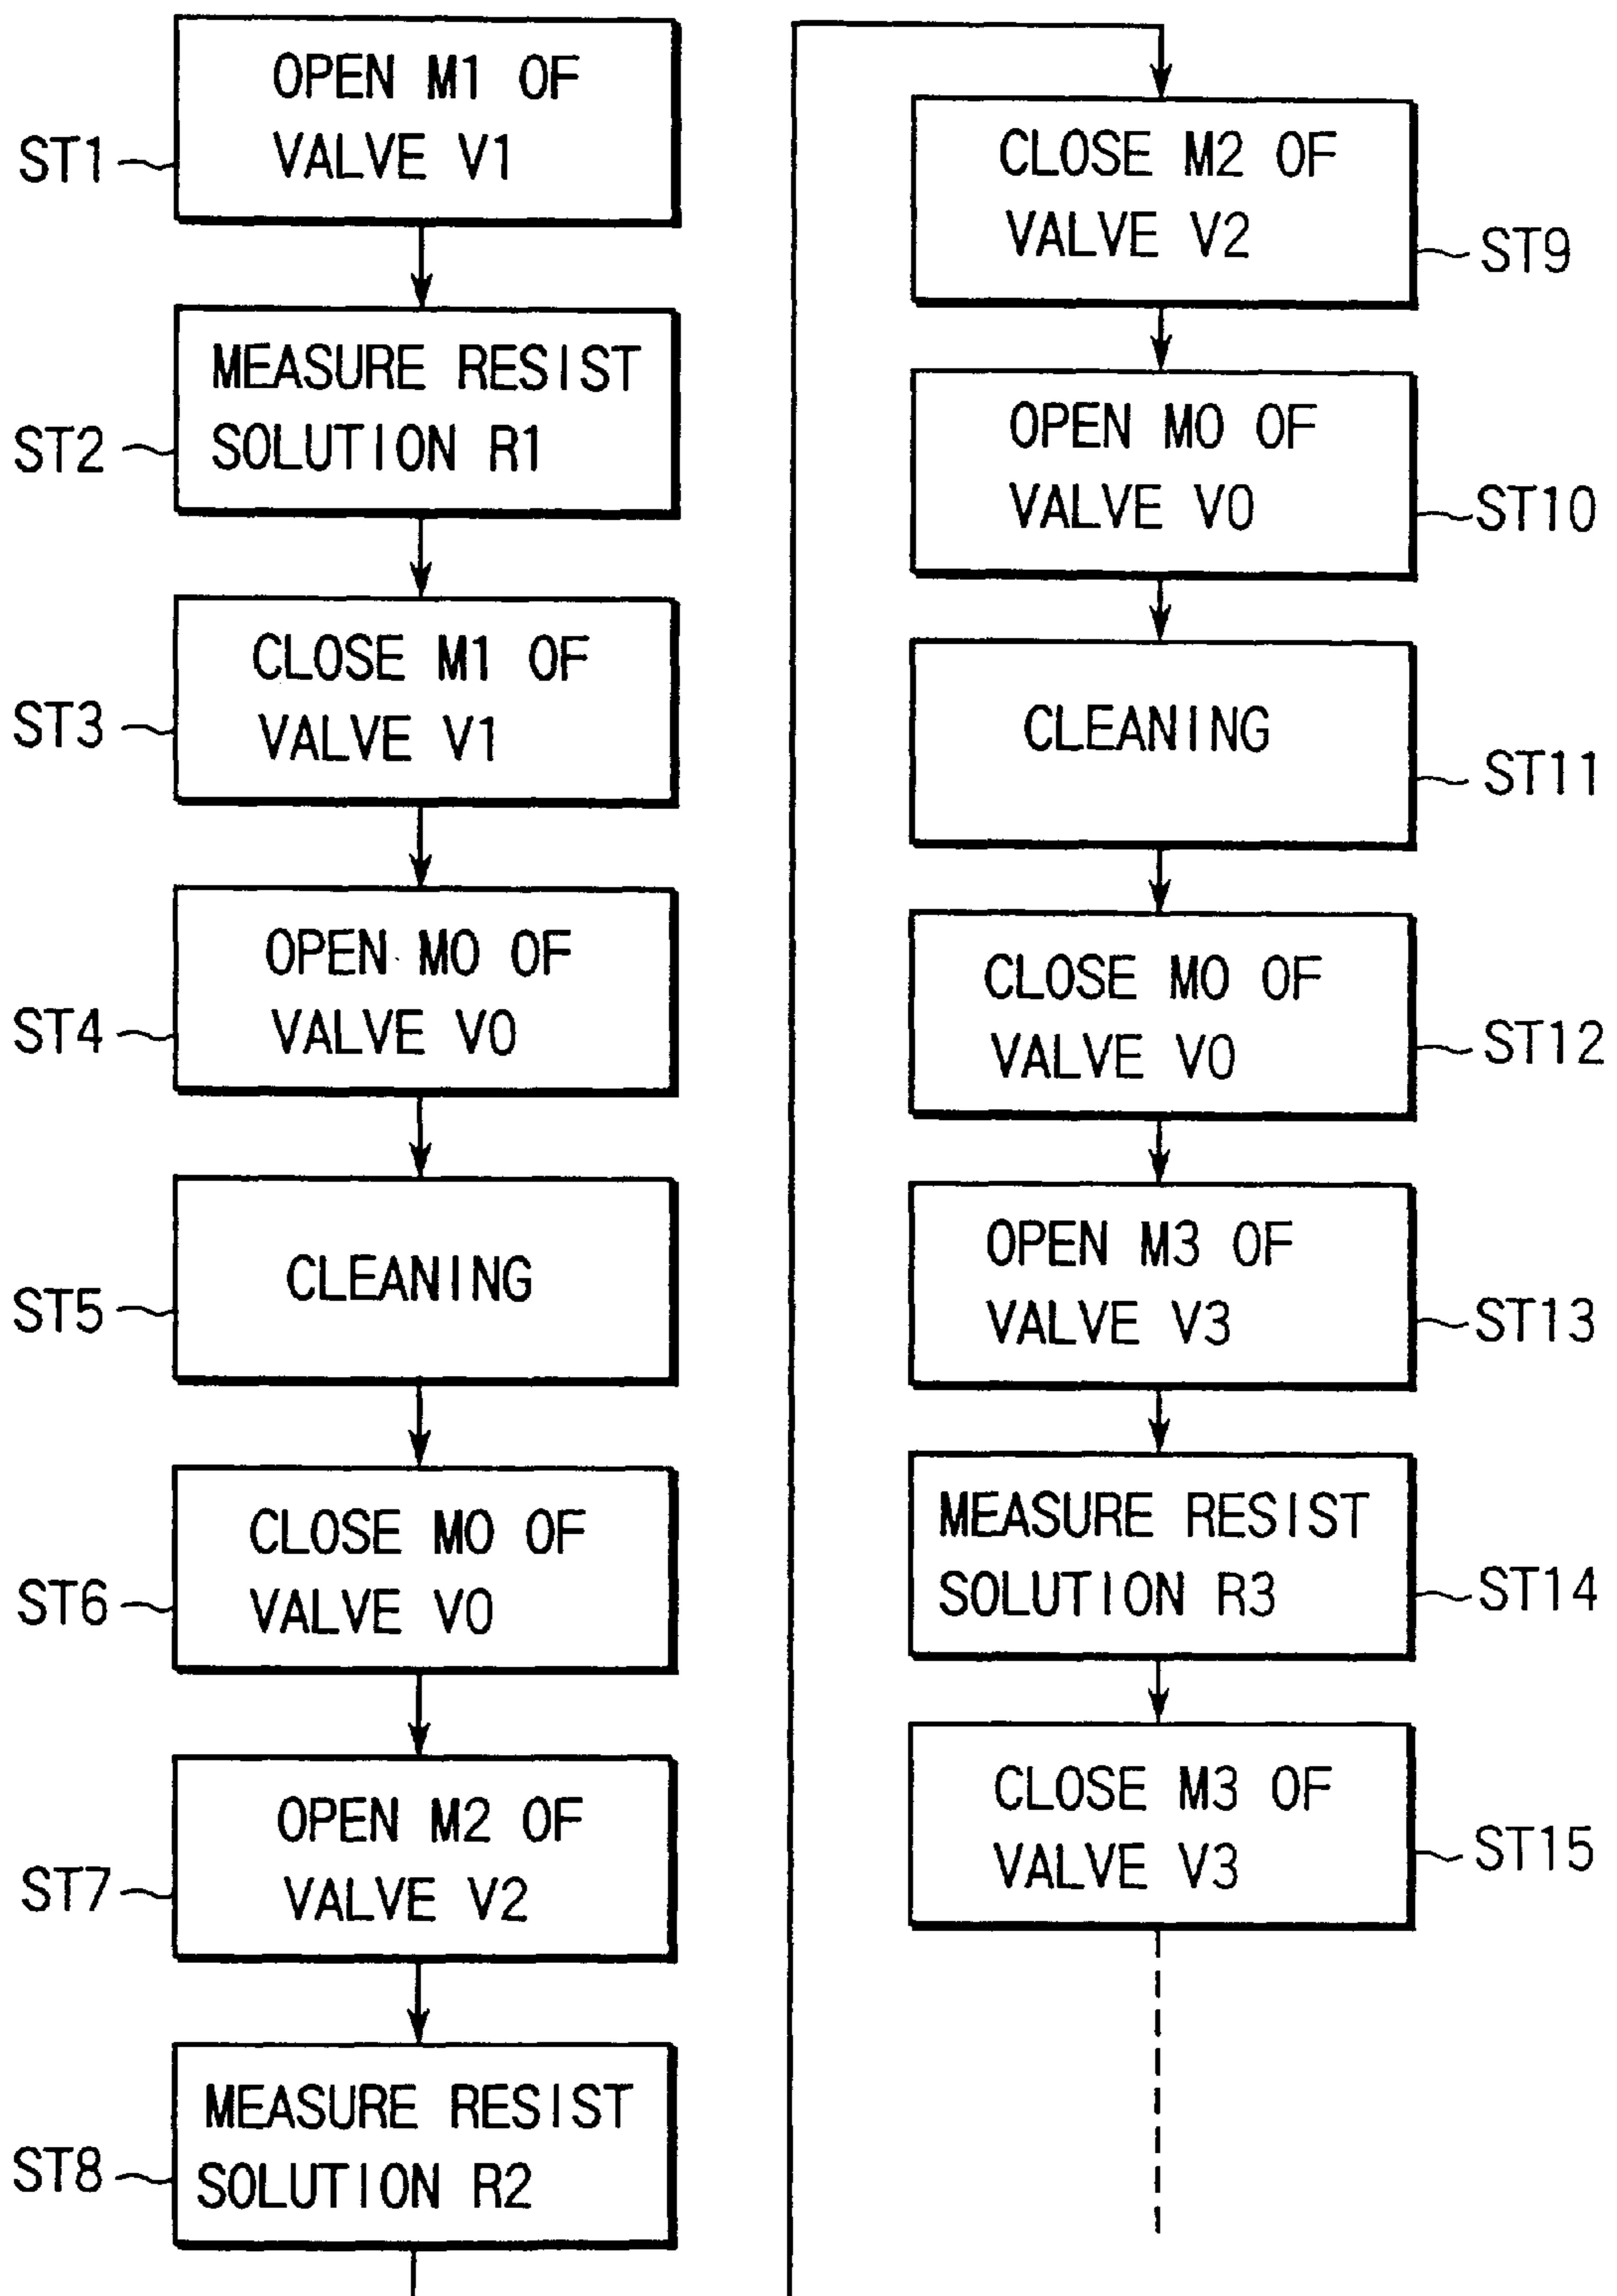 OPEN M1 OF
VALVE V1
ST1
MEASURE RESIST
SOLUTION R1
ST2
CLOSE M1 OF
VALVE V1
ST3
OPEN M0 OF
VALVE V0
ST4
CLEANING
ST5
CLOSE M0 OF
VALVE V0
ST6
OPEN M2 OF
VALVE V2
ST7
MEASURE RESIST
SOLUTION R2
ST8
CLOSE M2 OF
VALVE V2
ST9
OPEN M0 OF
VALVE V0
ST10
CLEANING
ST11
CLOSE M0 OF
VALVE V0
ST12
OPEN M3 OF
VALVE V3
ST13
MEASURE RESIST
SOLUTION R3
ST14
CLOSE M3 OF
VALVE V3
ST15